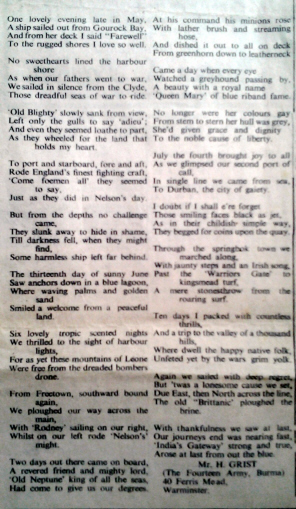 One lovely evening late in May,
A ship sailed out from Gourock Bay,
And from her deck I said "Farewell"
To the rugged shores I love so well.
No sweethearts lined the harbour
shore
As when our fathers went to war,
We sailed in silence from the Clyde,
Those dreadful seas of war to ride.
'Old Blighty' slowly sank from view,
Left only the gulls to say 'adieu';
And even they seemed loathe to part,
As they wheeled for the land that
holds my heart.
To port and starboard, fore and aft,
Rode England's finest fighting craft,
'Come foemen all' they seemed
to say,
Just as they did in Nelson's day.
But from the depths no challenge
came,
They slunk away to hide in shame,
Till darkness fell, when they might
find,
Some harmless ship left far behind.
The thirteenth day of sunny June
Saw anchors down in a blue lagoon,
Where waving palms and golden
sand
Smiled a welcome from a peaceful
land.
Six lovely tropic scented nights
We thrilled to the sight of harbour
lights,
For as yet these mountains of Leone
Were free from the dreaded bombers
drone.
From Freetown, southward bound
again,
We ploughed our way across the
main,
With 'Rodney' sailing on our right,
Whilst on our left rode 'Nelson's'
might.
Two days out there came on board,
A revered friend and mighty lord,
'Old Neptune' king of all the seas,
Had come to give us our degrees.
At his command his minions rose
With lather brush and streaming
hose,
And dished it out to all on deck
From greenhorn down to leatherneck
Came a day when every eye
Watched a greyhound passing by,
A beauty with a royal name
'Queen Mary' of blue riband fame.
No longer were her colours gay
From stem to stern her hull was grey,
She'd given grace and dignity
To the noble cause of liberty.
July the fourth brought joy to all
As we glimpsed our second port of
call,
In single line we came from sea,
To Durban, the city of gaiety.
I doubt if I shall e're forget
Those smiling faces black as jet,
As in their childish simple way,
They begged for coins upon the quay.
Through the springbok town we
marched along,
With jaunty steps and an Irish song,
Past the 'Warriors Gate' to
kingsmead turf,
A mere stonesthrow from the
roaring surf.
Ten days I packed with countless
thrills,
And a trip to the valley of a thousand
hills,
Where dwell the happy native folk,
Unfeted yet by the wars grim yolk.
Again we sailed with deep regret,
But 'twas a lonesome cause we set,
Due East, then North across the line,
The old "Brittanic" ploughed the
brine.
With thankfulness we saw at last,
Our journeys end was nearing fast,
'India's Gateway' strong and true,
Arose at last from out the blue.
Mr. H. GRIST
(The Fourteenth Army, Burma)
40 Ferris Mead,
Warminster.